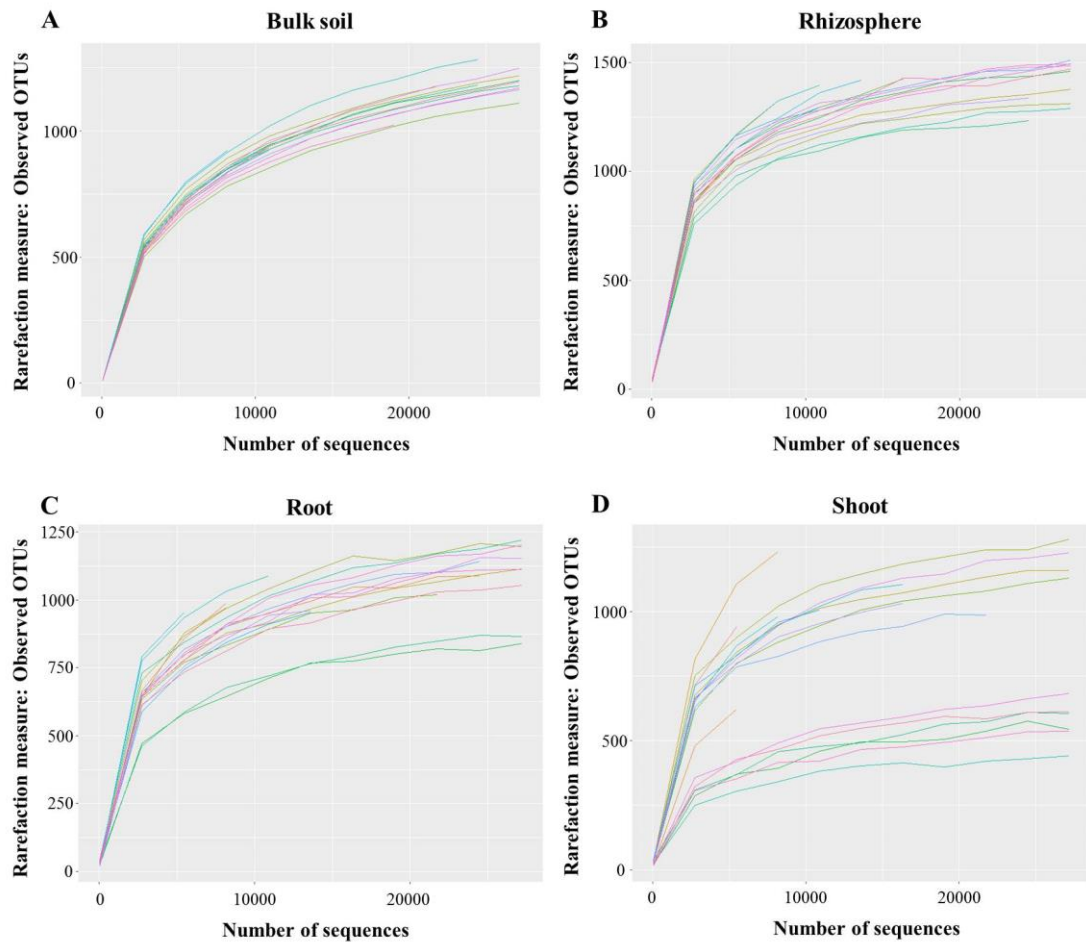 A
Bulk soil
Rarefaction measure: Observed OTUs
1000
500
0
0
10000
20000
Number of sequences
B
Rhizosphere
Rarefaction measure: Observed OTUs
1500
1000
500
0
0
10000
20000
Number of sequences
C
Root
Rarefaction measure: Observed OTUs
1250
1000
750
500
250
0
0
10000
20000
Number of sequences
D
Shoot
Rarefaction measure: Observed OTUs
1000
500
0
0
10000
20000
Number of sequences